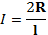 I = 2R/l